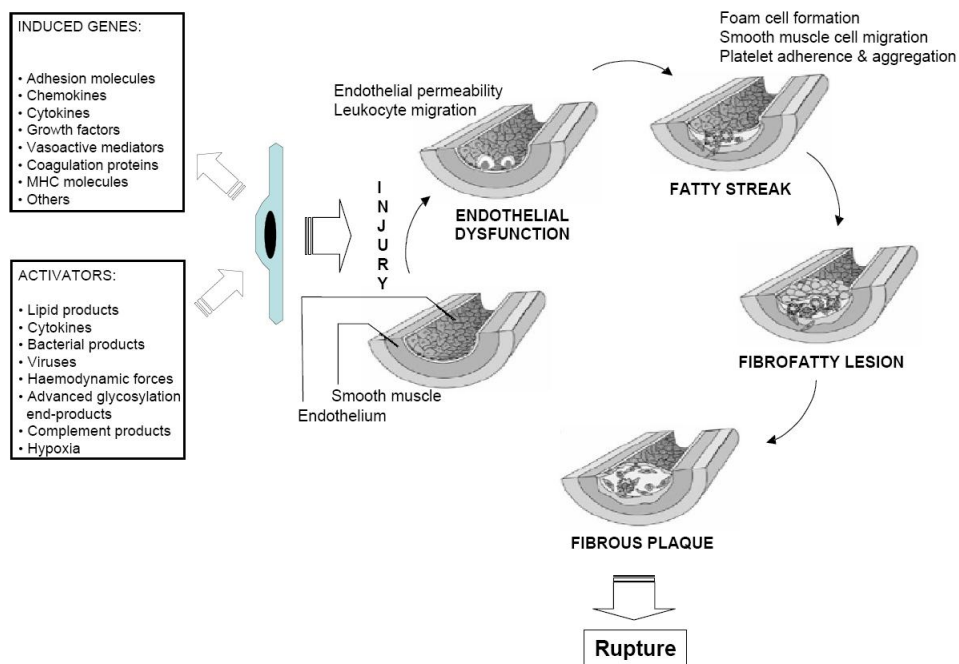 INDUCED GENES:
• Adhesion molecules
• Chemokines
• Cytokines
• Growth factors
• Vasoactive mediators
• Coagulation proteins
• MHC molecules
• Others
ACTIVATORS:
• Lipid products
• Cytokines
• Bacterial products
• Viruses
• Haemodynamic forces
• Advanced glycosylation
end-products
• Complement products
• Hypoxia
INJURY
Smooth muscle
Endothelium
Endothelial permeability
Leukocyte migration
ENDOTHELIAL
DYSFUNCTION
Foam cell formation
Smooth muscle cell migration
Platelet adherence & aggregation
FATTY STREAK
FIBROFATTY LESION
FIBROUS PLAQUE
Rupture